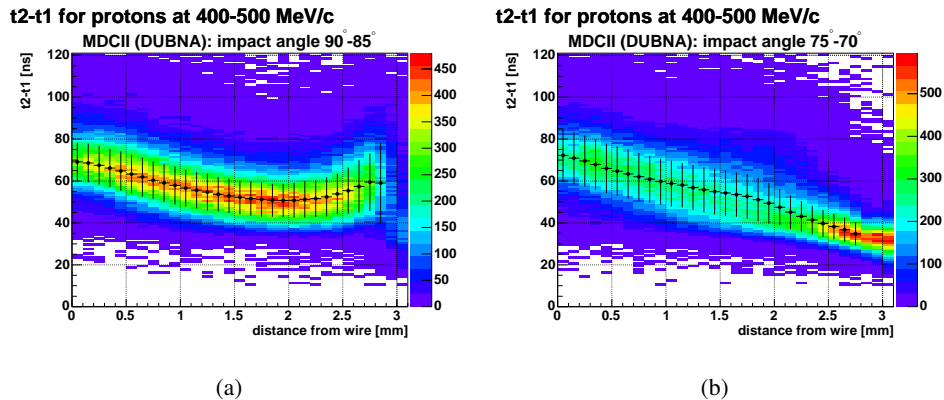 t2-t1 for protons at 400-500 MeV/c
MDCII (DUBNA): impact angle 90°-85°
t2-t1 [ns]
120
100
80
60
40
20
0
0 0.5 1 1.5 2 2.5 3
distance from wire [mm]
450
400
350
300
250
200
150
100
50
0
(a)
t2-t1 for protons at 400-500 MeV/c
MDCII (DUBNA): impact angle 75°-70°
t2-t1 [ns]
120
100
80
60
40
20
0
0 0.5 1 1.5 2 2.5 3
distance from wire [mm]
500
400
300
200
100
0
(b)